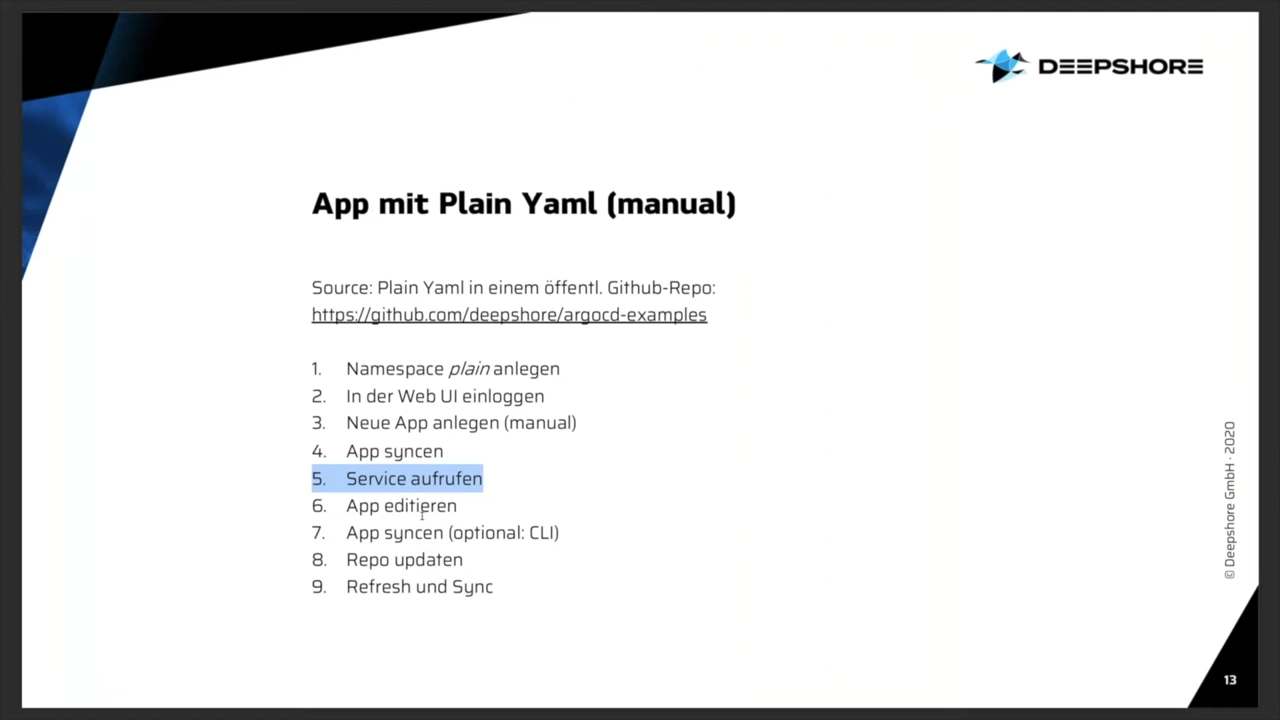 DEEPSHORE
App mit Plain Yaml (manual)
Source: Plain Yaml in einem öffentl. Github-Repo:
https://github.com/deepshore/argocd-examples
1. Namespace plain anlegen
2. In der Web UI einloggen
3. Neue App anlegen (manual)
4. App syncen
5. Service aufrufen
6. App editieren
7. App syncen (optional: CLI)
8. Repo updaten
9. Refresh und Sync
© Deepshore GmbH · 2020
13